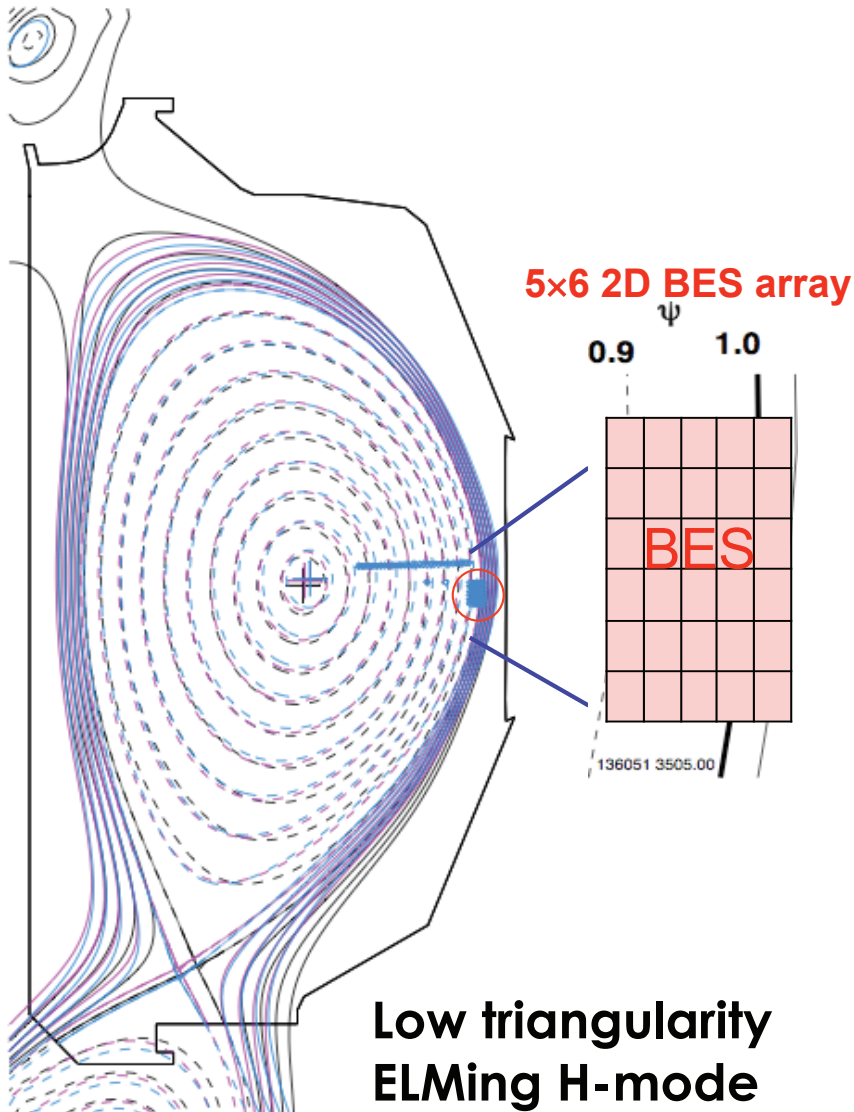 5×6 2D BES array
ψ
0.9 1.0
BES
136051 3505.00
Low triangularity
ELMing H-mode